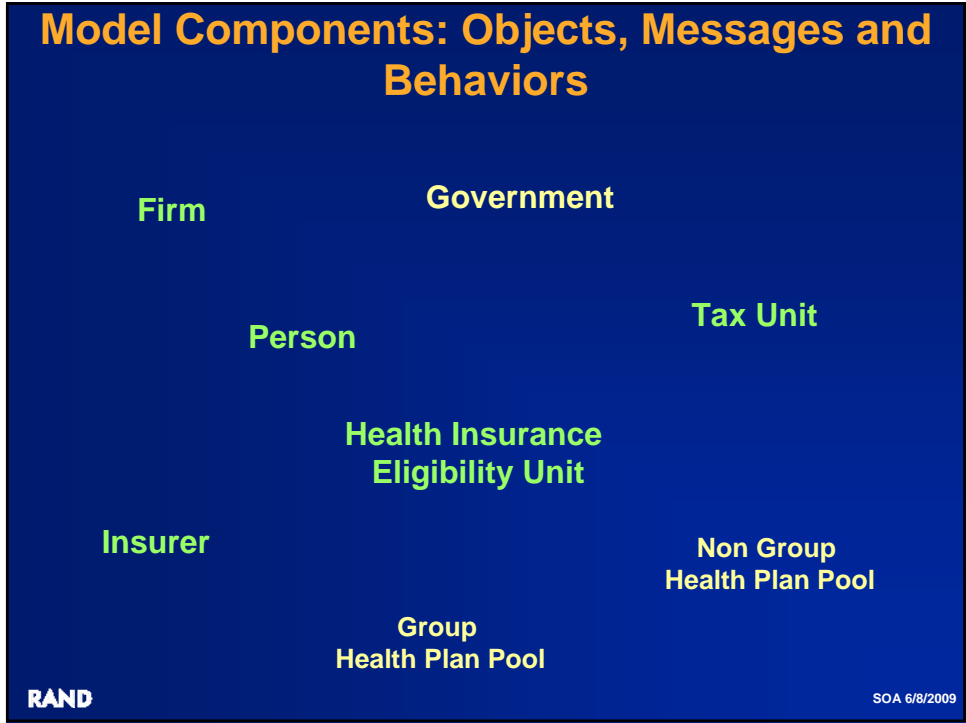 Model Components: Objects, Messages and
Behaviors
Firm
Government
Person
Tax Unit
Health Insurance
Eligibility Unit
Insurer
Non Group
Health Plan Pool
Group
Health Plan Pool
RAND
SOA 6/8/2009